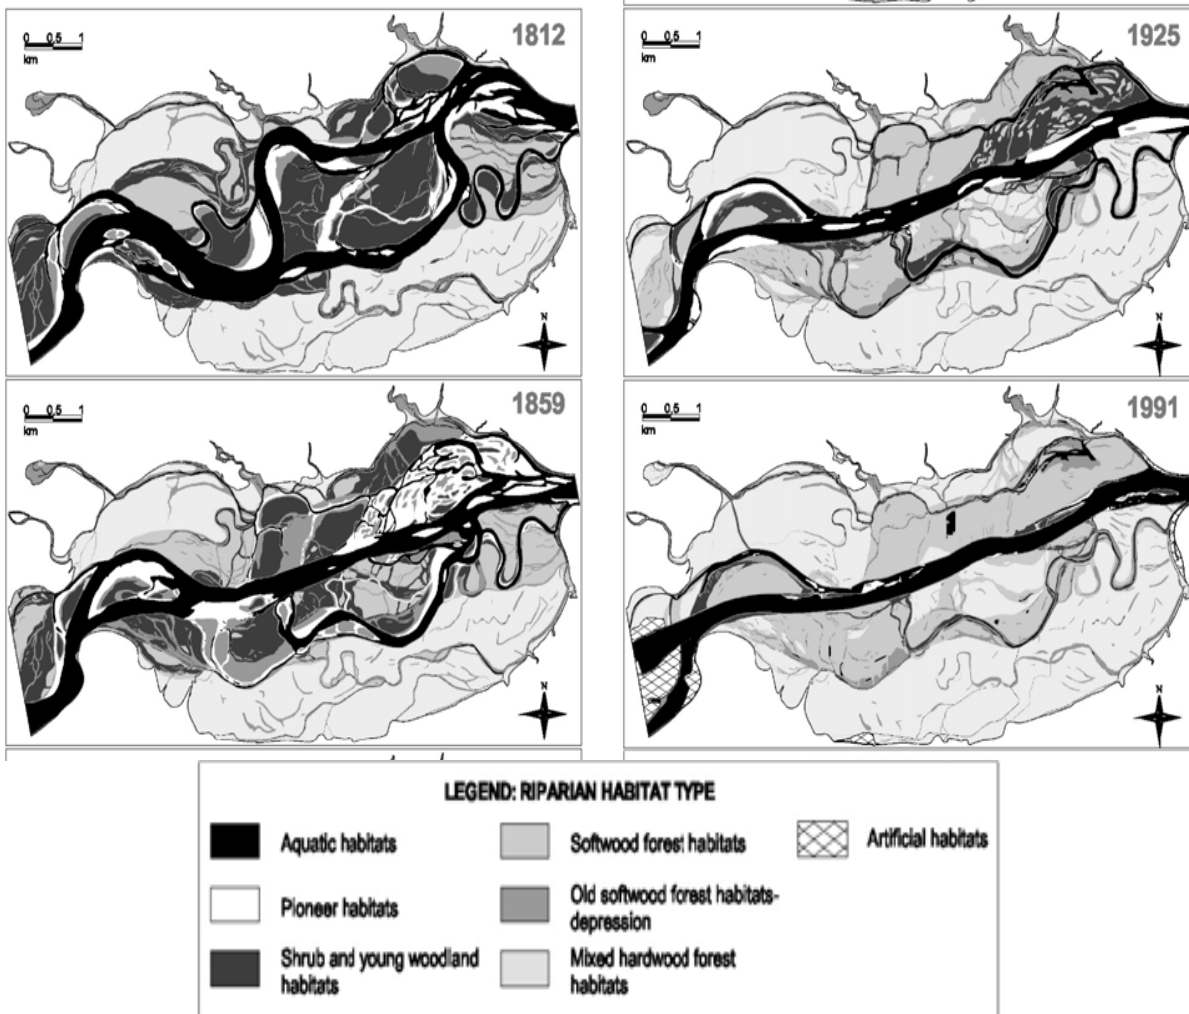 1812
0 0,5 1
km
N
1925
0 0,5 1
km
N
1859
0 0,5 1
km
N
1991
0 0,5 1
km
N
LEGEND: RIPARIAN HABITAT TYPE
Aquatic habitats
Pioneer habitats
Shrub and young woodland
habitats
Softwood forest habitats
Old softwood forest habitats-
depression
Mixed hardwood forest
habitats
Artificial habitats